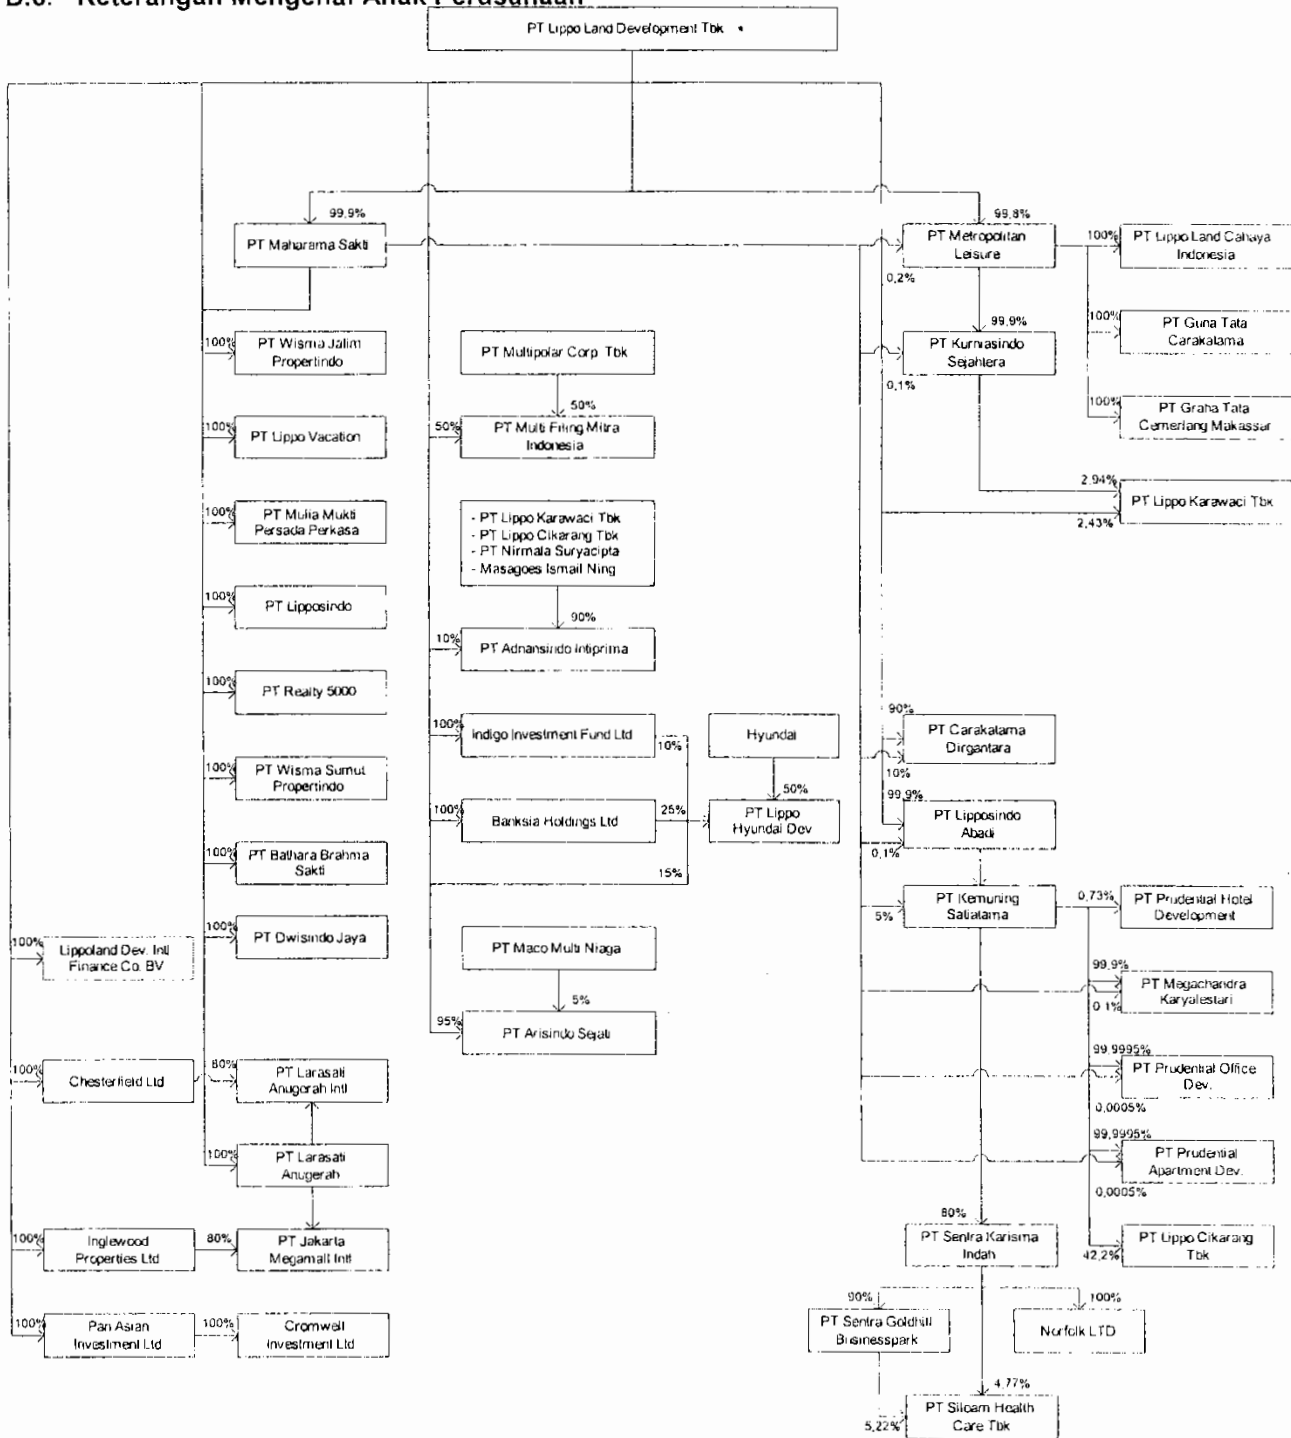 D.6. Keterangan Mengenai Anak Perusahaan
PT Lippo Land Development Tbk
99,9%
PT Maharama Sakti
99,8%
PT Metropolitan
Leisure
0,2%
100%
PT Lippo Land Cahaya
Indonesia
100%
PT Guna Tata
Carakatama
100%
PT Graha Tata
Cemerlang Makassar
99,9%
PT Kurniasindo
Sejahtera
0,1%
2,94%
PT Lippo Karawaci Tbk
2,43%
100%
PT Wisma Jatim
Propertindo
100%
PT Lippo Vacation
100%
PT Mulia Mukti
Persada Perkasa
100%
PT Lipposindo
100%
PT Realty 5000
100%
PT Wisma Sumut
Propertindo
100%
PT Bathara Brahma
Sakti
100%
PT Dwisindo Jaya
PT Multipolar Corp Tbk
50%
50%
PT Multi Filing Mitra
Indonesia
- PT Lippo Karawaci Tbk
- PT Lippo Cikarang Tbk
- PT Nirmala Suryacipta
- Masagoes Ismail Ning
90%
10%
PT Adnansindo Intiprima
100%
Indigo Investment Fund Ltd
10%
Hyundai
50%
100%
Banksia Holdings Ltd
25%
PT Lippo
Hyundai Dev
15%
PT Maco Multi Niaga
5%
95%
PT Arisindo Sejati
90%
PT Carakatama
Dirgantara
10%
99,9%
PT Lipposindo
Abadi
0,1%
PT Kemuning
Satiatama
5%
0,73%
PT Prudential Hotel
Development
99,9%
PT Megachandra
Karyalestari
0,1%
99,9995%
PT Prudential Office
Dev.
0,0005%
99,9995%
PT Prudential
Apartment Dev.
0,0005%
PT Lippo Cikarang
Tbk
42,2%
80%
PT Sentra Karisma
Indah
90%
PT Sentra Goldhill
Businesspark
100%
Norfolk LTD
4,77%
PT Siloam Health
Care Tbk
5,22%
100%
Lippoland Dev. Intl
Finance Co. BV
100%
Chesterfield Ltd
80%
PT Larasati
Anugerah Intl
100%
PT Larasati
Anugerah
100%
Inglewood
Properties Ltd
80%
PT Jakarta
Megamall Intl
100%
Pan Asian
Investment Ltd
100%
Cromwell
Investment Ltd